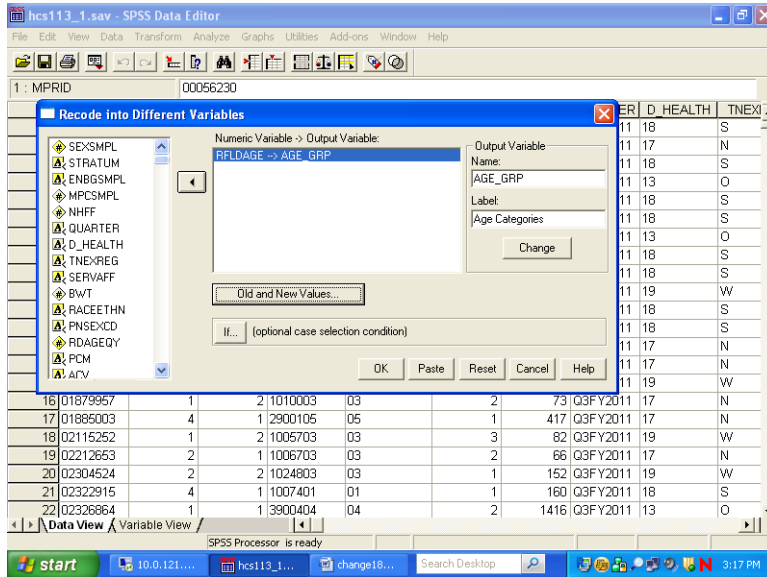 hcs113_1.sav - SPSS Data Editor
File Edit View Data Transform Analyze Graphs Utilities Add-ons Window Help
1 : MPRID 00056230
Recode into Different Variables
ER D_HEALTH TNEXI
SEXSMPL
STRATUM
ENBGSMPL
MPCSMPL
NHFF
QUARTER
D_HEALTH
TNEXREG
SERVAFF
BWT
RACEETHN
PNSEXCD
RDAGEQY
PCM
ACV
Numeric Variable -> Output Variable:
RFLDAGE --> AGE_GRP
Output Variable
Name:
AGE_GRP
Label:
Age Categories
Change
Old and New Values...
If... (optional case selection condition)
OK Paste Reset Cancel Help
11 18 S
11 17 N
11 18 S
11 13 O
11 18 S
11 18 S
11 13 O
11 18 S
11 18 S
11 19 W
11 18 S
11 18 S
11 17 N
11 17 N
11 19 W
16 01879957 1 2 1010003 03 2 73 Q3FY2011 17 N
17 01885003 4 1 2900105 05 1 417 Q3FY2011 17 N
18 02115252 1 2 1005703 03 3 82 Q3FY2011 19 W
19 02212653 2 1 1006703 03 2 66 Q3FY2011 17 N
20 02304524 2 2 1024803 03 1 152 Q3FY2011 19 W
21 02322915 4 1 1007401 01 1 160 Q3FY2011 18 S
22 02326864 1 1 3900404 04 2 1416 Q3FY2011 13 O
Data View Variable View
SPSS Processor is ready
start 10.0.121.... hcs113_1... change18... Search Desktop N 3:17 PM